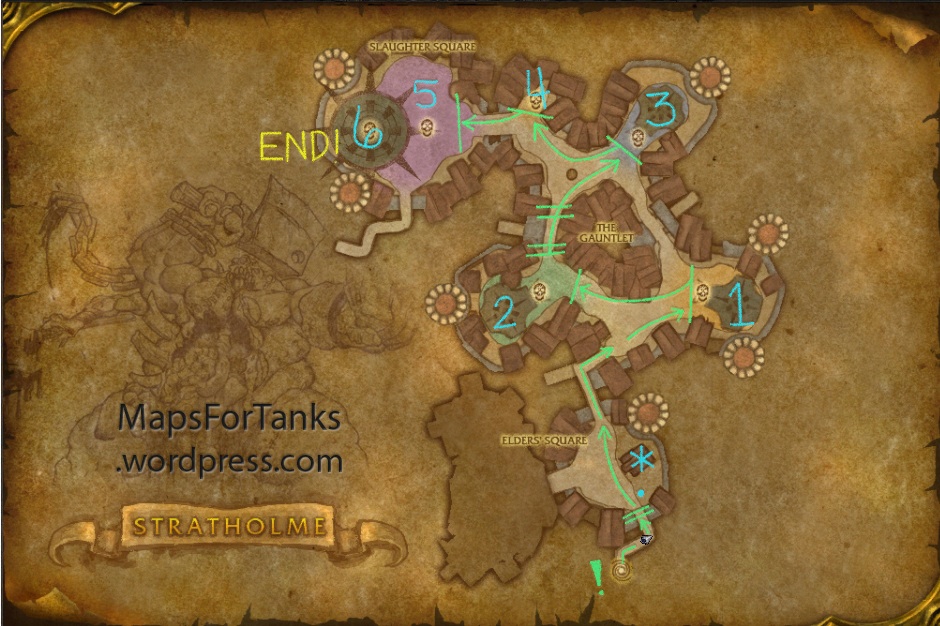 SLAUGHTER SQUARE
4
5
3
6
END!
THE
GAUNTLET
2
1
MapsForTanks
.wordpress.com
ELDERS' SQUARE
*
STRATHOLME
!